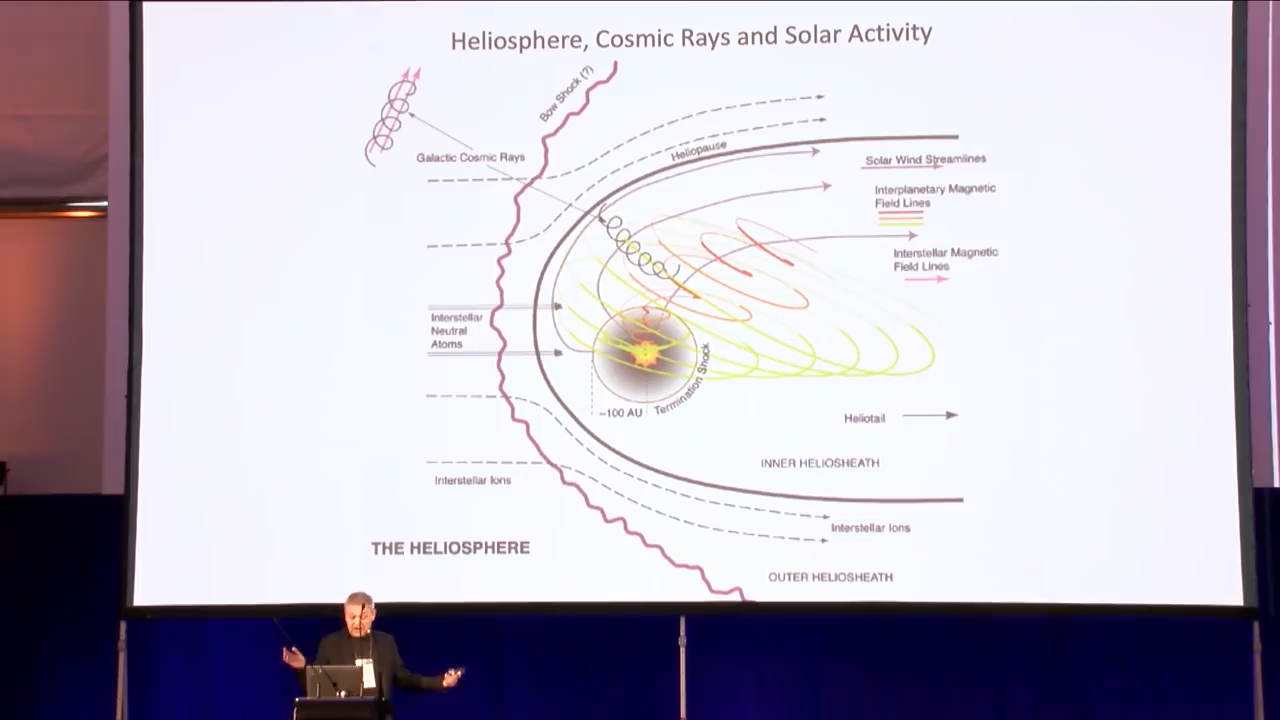 Heliosphere, Cosmic Rays and Solar Activity
Bow Shock (?)
Galactic Cosmic Rays
Heliopause
Solar Wind Streamlines
Interplanetary Magnetic
Field Lines
Interstellar Magnetic
Field Lines
Interstellar
Neutral
Atoms
Termination Shock
~100 AU
Heliotail
INNER HELIOSHEATH
Interstellar Ions
Interstellar Ions
THE HELIOSPHERE
OUTER HELIOSHEATH